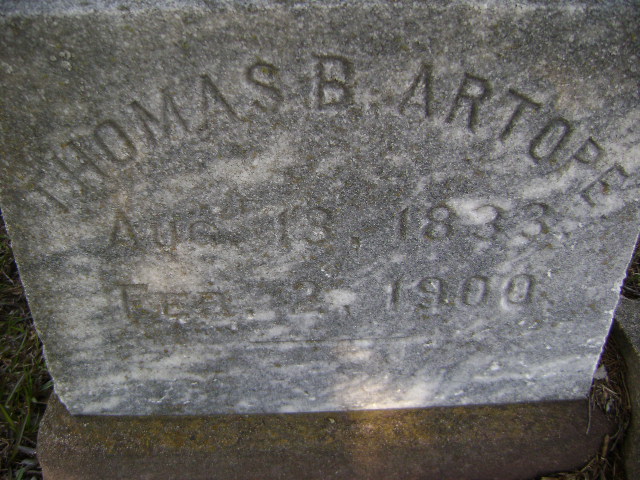 THOMAS B. ARTOPE
Aug. 13, 1833.
Feb. 2, 1900.